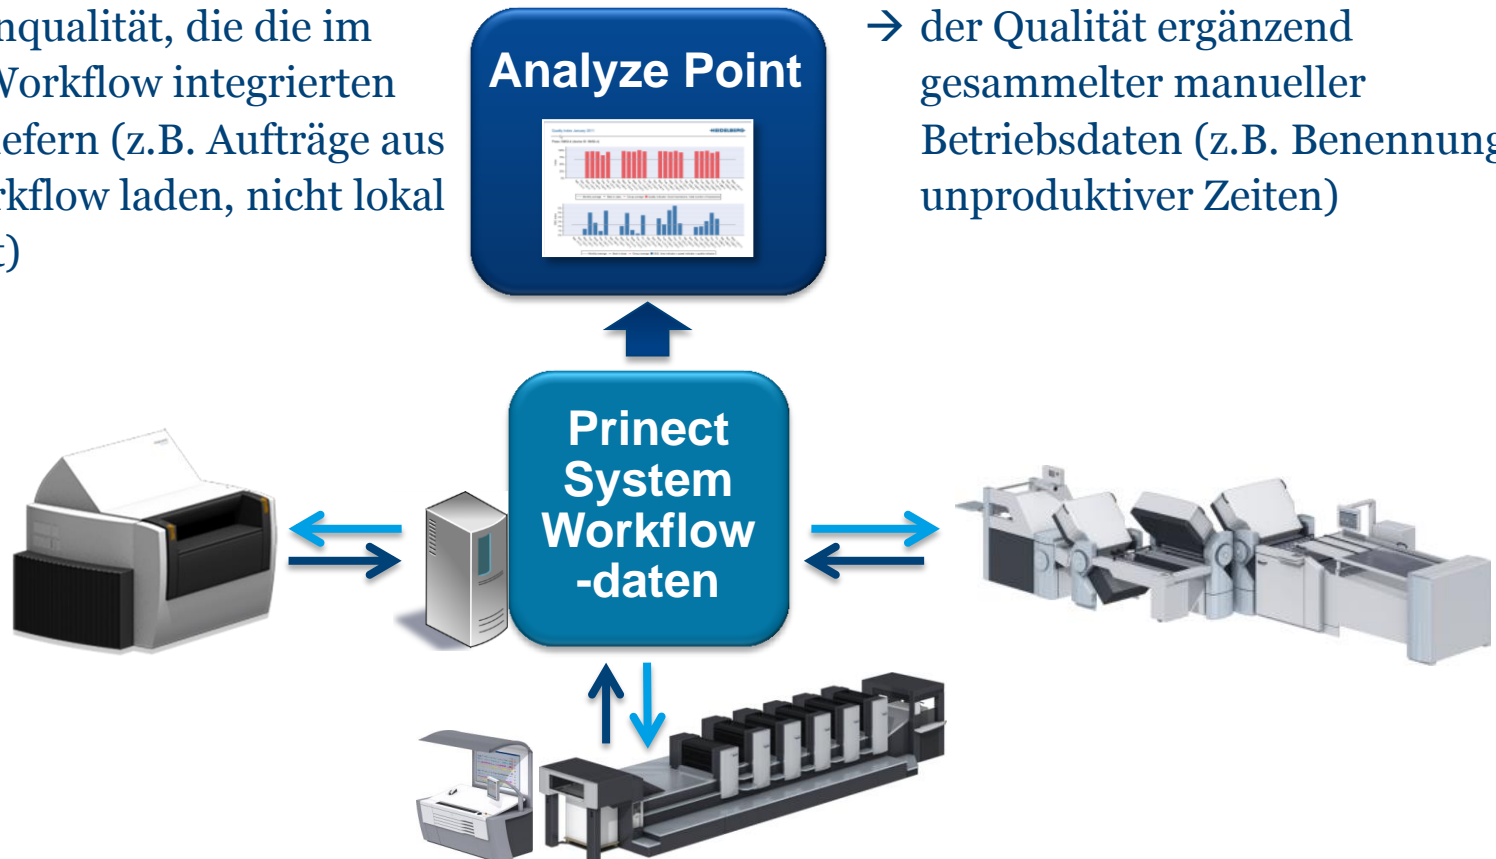 nqualität, die die im
Workflow integrierten
efern (z.B. Aufträge aus
rkflow laden, nicht lokal
t)
Analyze Point
HEIDELBERG
→ der Qualität ergänzend
gesammelter manueller
Betriebsdaten (z.B. Benennung
unproduktiver Zeiten)
Prinect
System
Workflow
-daten